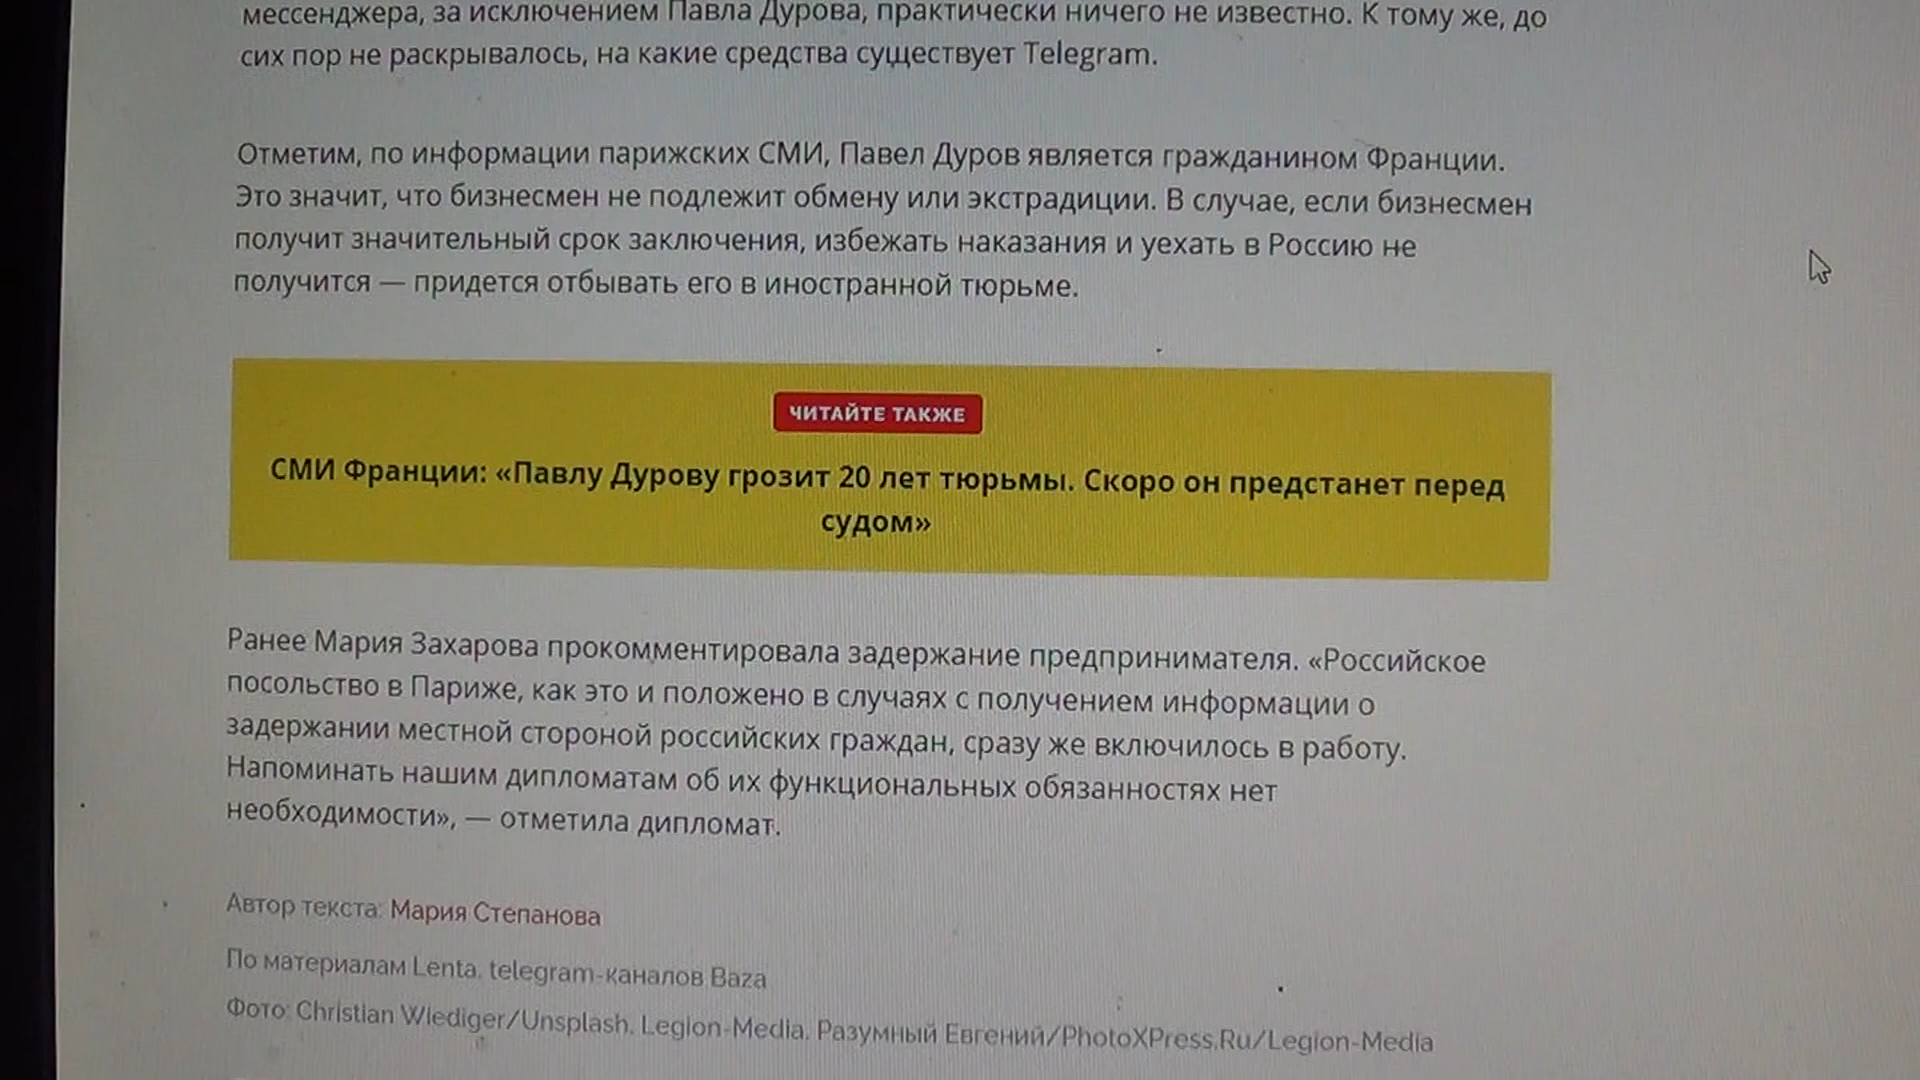 мессенджера, за исключением Павла Дурова, практически ничего не известно. К тому же, до
сих пор не раскрывалось, на какие средства существует Telegram.
Отметим, по информации парижских СМИ, Павел Дуров является гражданином Франции.
Это значит, что бизнесмен не подлежит обмену или экстрадиции. В случае, если бизнесмен
получит значительный срок заключения, избежать наказания и уехать в Россию не
получится — придется отбывать его в иностранной тюрьме.
ЧИТАЙТЕ ТАКЖЕ
СМИ Франции: «Павлу Дурову грозит 20 лет тюрьмы. Скоро он предстанет перед
судом»
Ранее Мария Захарова прокомментировала задержание предпринимателя. «Российское
посольство в Париже, как это и положено в случаях с получением информации о
задержании местной стороной российских граждан, сразу же включилось в работу.
Напоминать нашим дипломатам об их функциональных обязанностях нет
необходимости», — отметила дипломат.
Автор текста: Мария Степанова
По материалам Lenta, telegram-каналов Baza
Фото: Christian Wiediger/Unsplash, Legion-Media, Разумный Евгений/PhotoXPress.Ru/Legion-Media